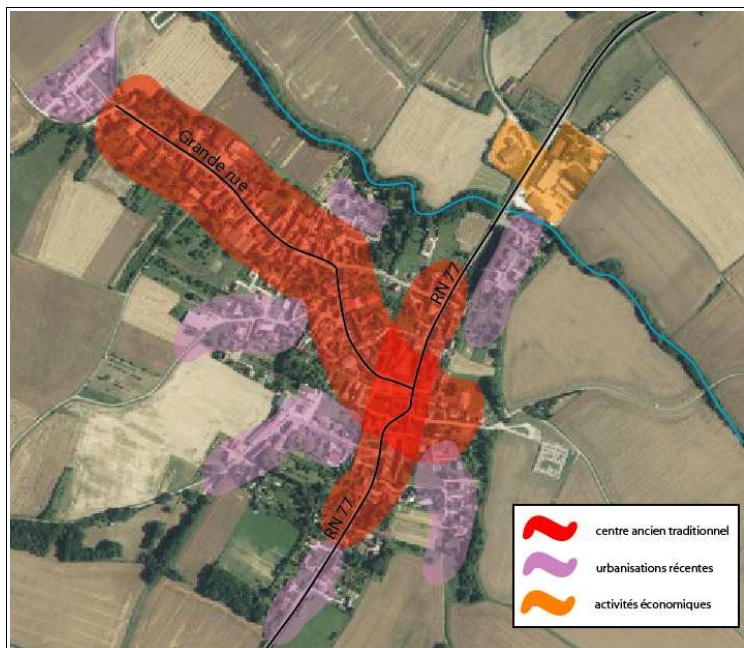 Grande rue
RN 77
RN 77
centre ancien traditionnel
urbanisations récentes
activités économiques